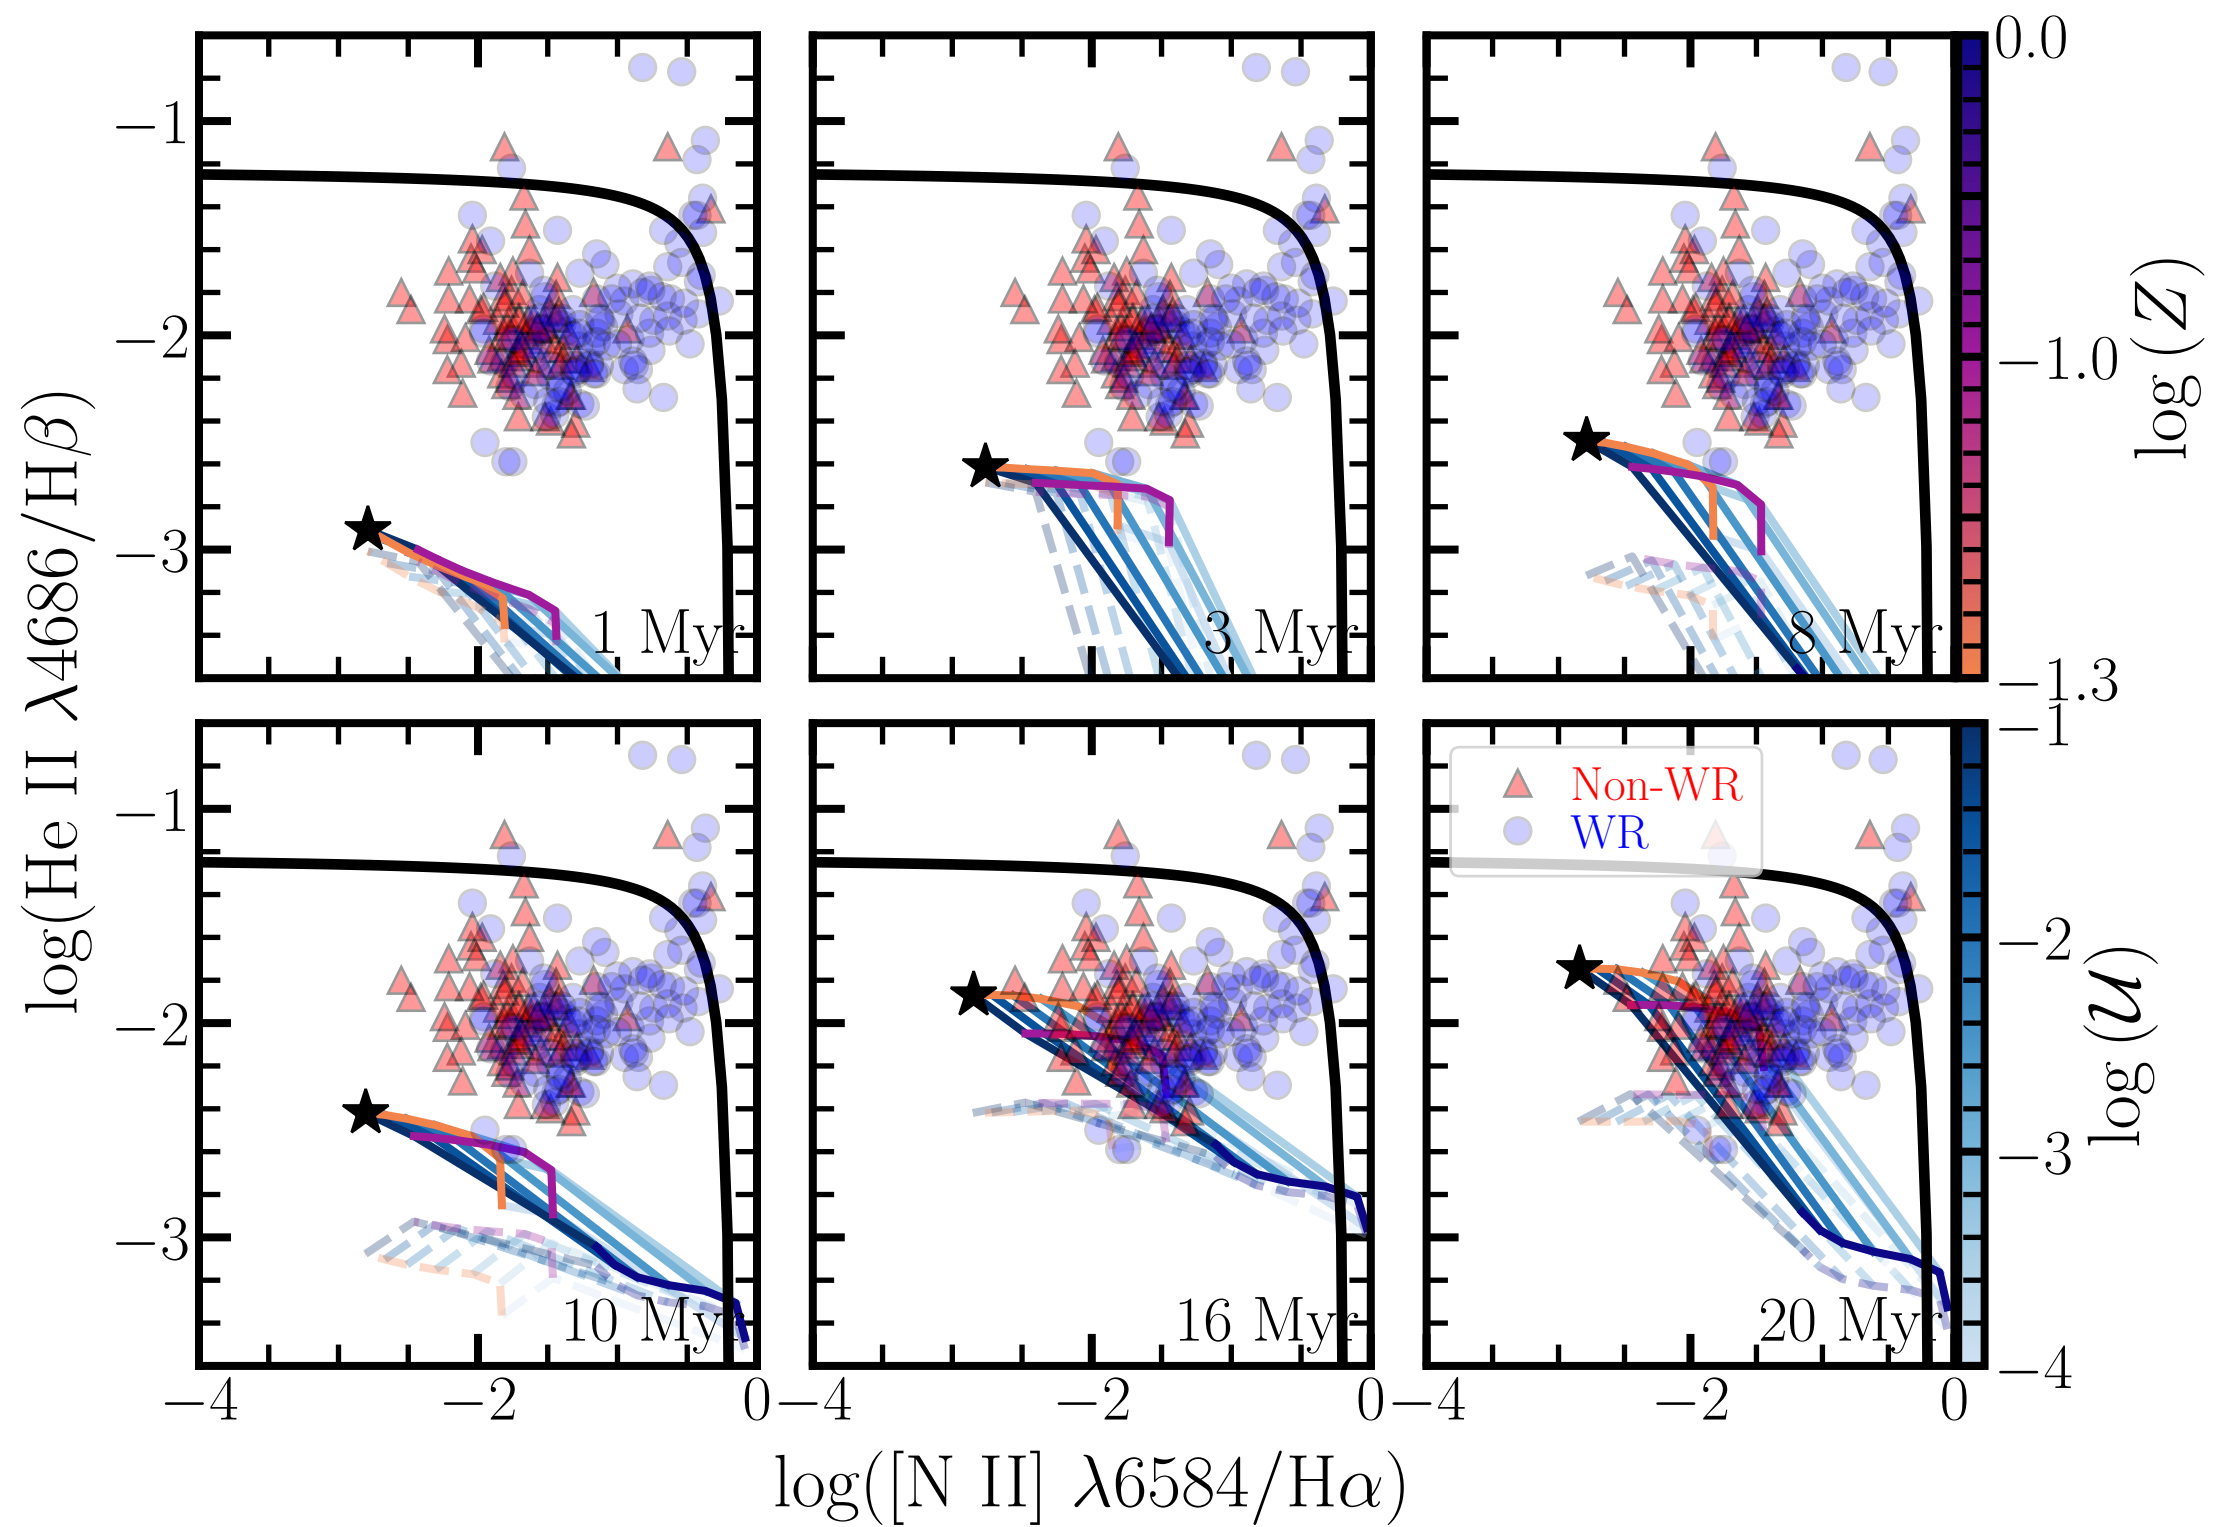 0.0
−1
−2
−3
1 Myr
3 Myr
8 Myr
−1.0
−1.3
log (Z)
log(He II λ4686/Hβ)
−1
−2
−3
10 Myr
16 Myr
Non-WR
WR
20 Myr
−1
−2
−3
−4
log (𝒰)
−4
−2
0
−4
−2
0
−4
−2
0
log([N II] λ6584/Hα)